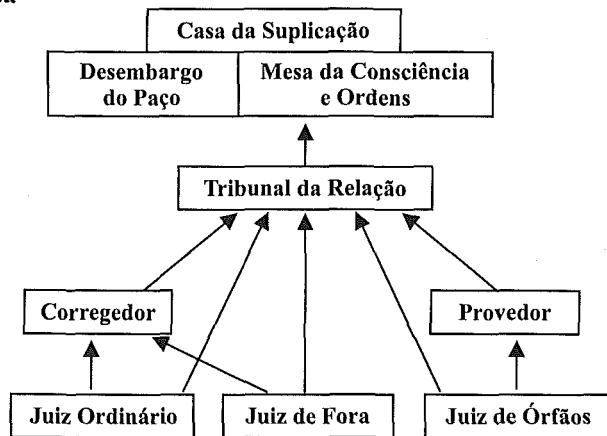 Casa da Suplicação
Desembargo
do Paço
Mesa da Consciência
e Ordens
Tribunal da Relação
Corregedor
Provedor
Juiz Ordinário
Juiz de Fora
Juiz de Órfãos